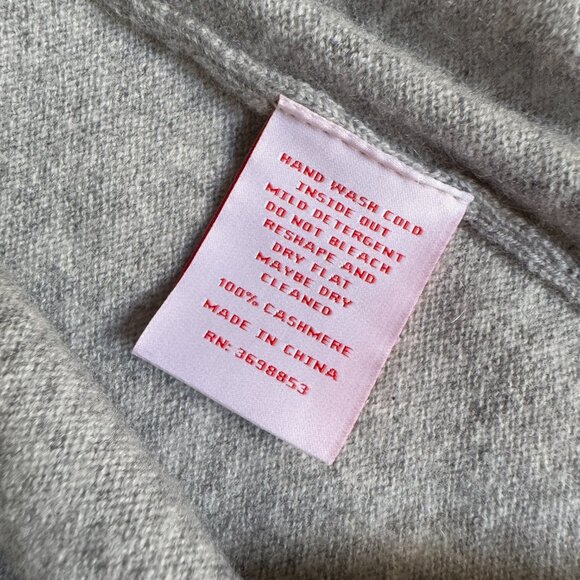 HAND WASH COLD
INSIDE OUT
MILD DETERGENT
DO NOT BLEACH
RESHAPE AND
DRY FLAT
MAYBE DRY
CLEANED
100% CASHMERE
MADE IN CHINA
RN: 3698853